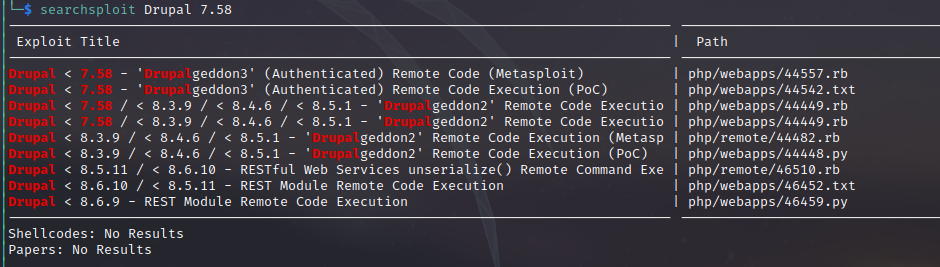 └─$ searchsploit Drupal 7.58
Exploit Title | Path
Drupal < 7.58 - 'Drupalgeddon3' (Authenticated) Remote Code (Metasploit) | php/webapps/44557.rb
Drupal < 7.58 - 'Drupalgeddon3' (Authenticated) Remote Code Execution (PoC) | php/webapps/44542.txt
Drupal < 7.58 / < 8.3.9 / < 8.4.6 / < 8.5.1 - 'Drupalgeddon2' Remote Code Executio | php/webapps/44449.rb
Drupal < 7.58 / < 8.3.9 / < 8.4.6 / < 8.5.1 - 'Drupalgeddon2' Remote Code Executio | php/webapps/44449.rb
Drupal < 8.3.9 / < 8.4.6 / < 8.5.1 - 'Drupalgeddon2' Remote Code Execution (Metasp | php/remote/44482.rb
Drupal < 8.3.9 / < 8.4.6 / < 8.5.1 - 'Drupalgeddon2' Remote Code Execution (PoC) | php/webapps/44448.py
Drupal < 8.5.11 / < 8.6.10 - RESTful Web Services unserialize() Remote Command Exe | php/remote/46510.rb
Drupal < 8.6.10 / < 8.5.11 - REST Module Remote Code Execution | php/webapps/46452.txt
Drupal < 8.6.9 - REST Module Remote Code Execution | php/webapps/46459.py
Shellcodes: No Results
Papers: No Results